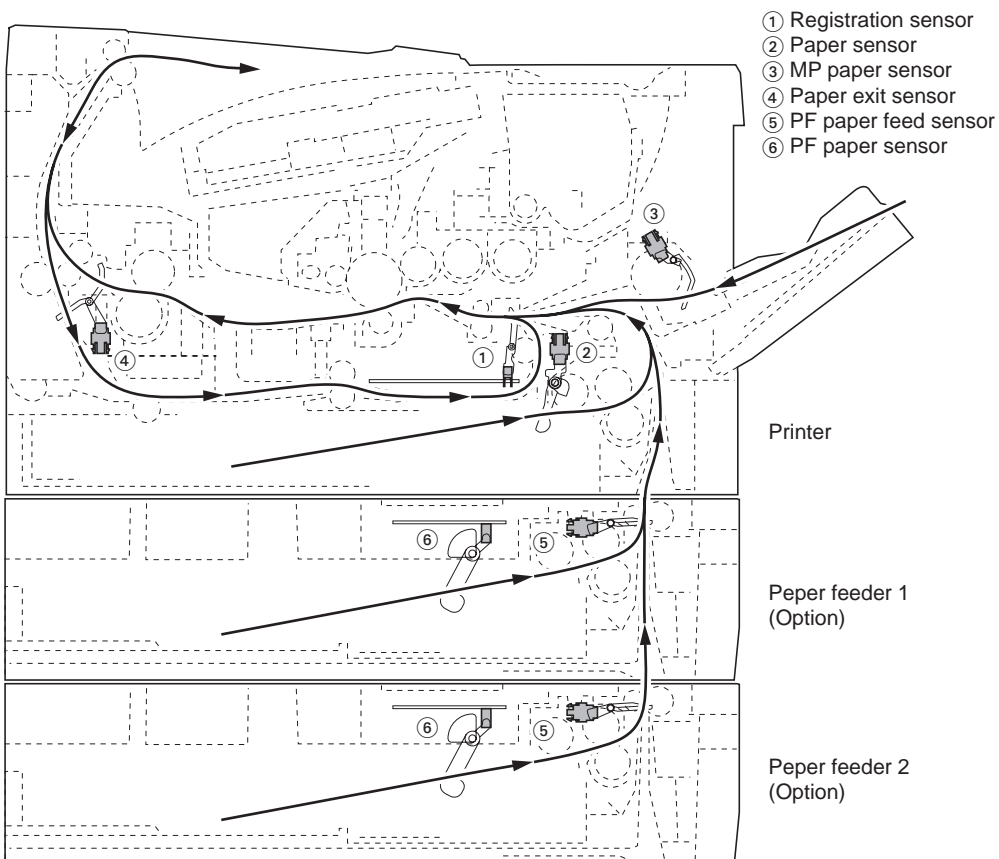 ① Registration sensor
② Paper sensor
③ MP paper sensor
④ Paper exit sensor
⑤ PF paper feed sensor
⑥ PF paper sensor
③
①
②
④
Printer
⑥
⑤
Peper feeder 1
(Option)
⑥
⑤
Peper feeder 2
(Option)